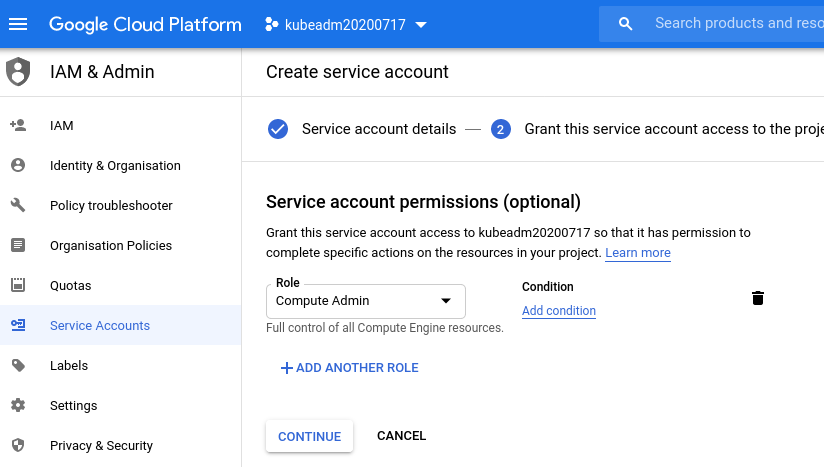 Google Cloud Platform
kubeadm20200717
Search products and reso
IAM & Admin
Create service account
IAM
Identity & Organisation
Policy troubleshooter
Organisation Policies
Quotas
Service Accounts
Labels
Settings
Privacy & Security
Service account details
2
Grant this service account access to the proje
Service account permissions (optional)
Grant this service account access to kubeadm20200717 so that it has permission to
complete specific actions on the resources in your project. Learn more
Role
Compute Admin
Full control of all Compute Engine resources.
Condition
Add condition
ADD ANOTHER ROLE
CONTINUE
CANCEL